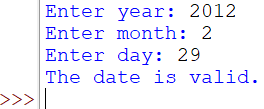 Enter year: 2012
Enter month: 2
Enter day: 29
The date is valid.
>>>